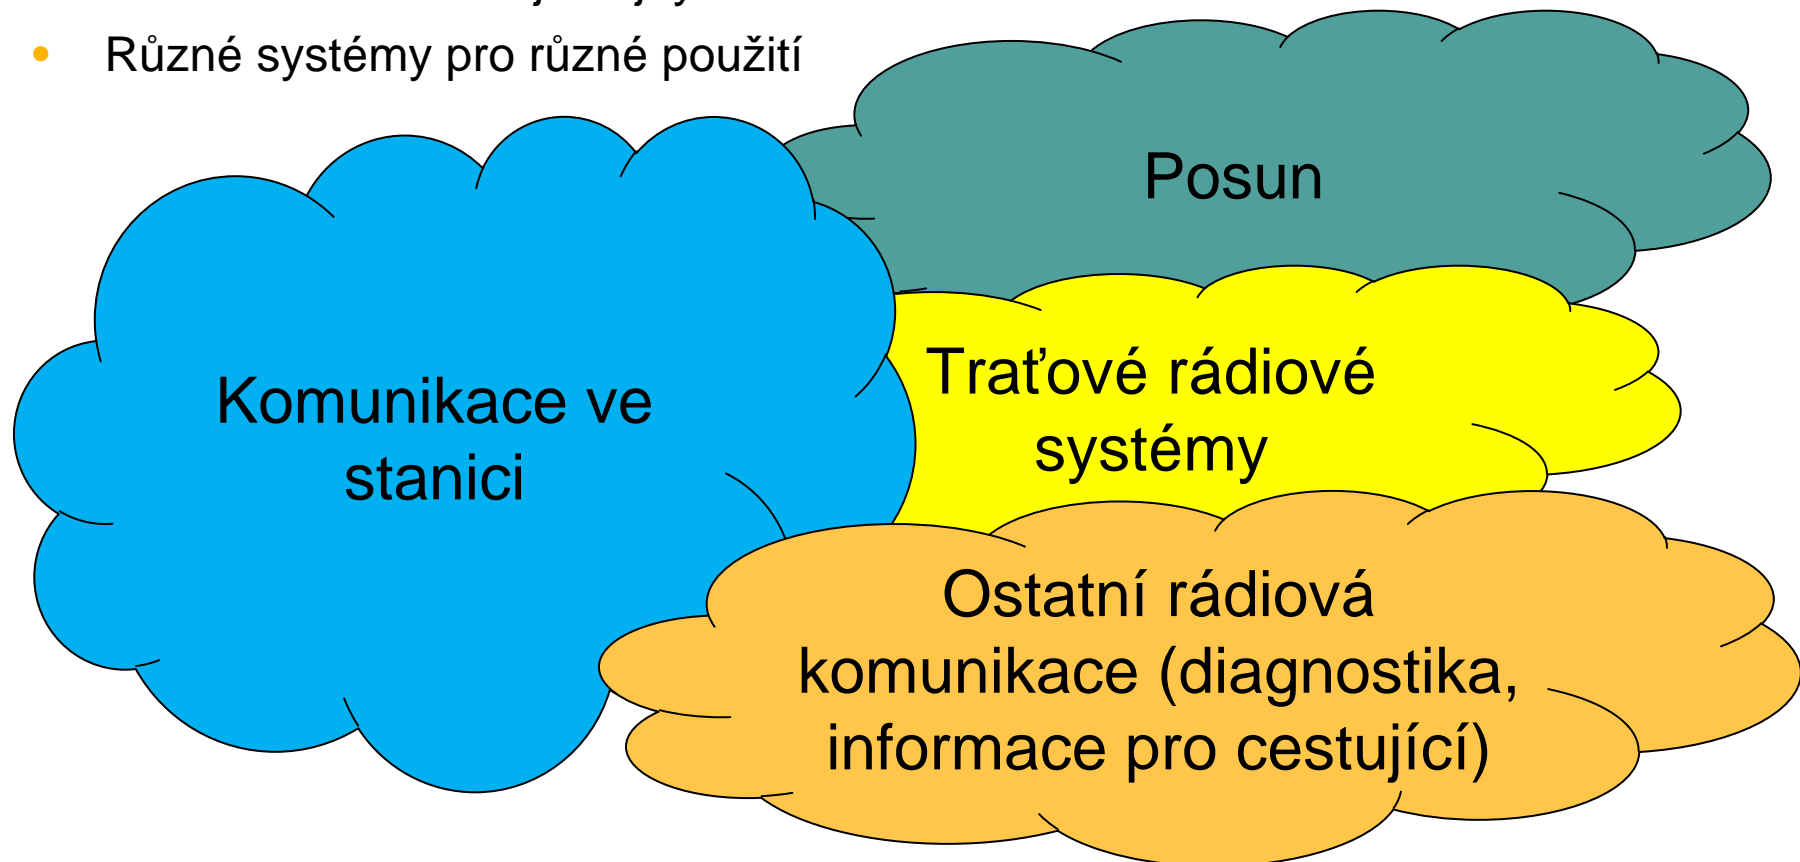 Různé systémy pro různé použití
Posun
Traťové rádiové
systémy
Komunikace ve
stanici
Ostatní rádiová
komunikace (diagnostika,
informace pro cestující)